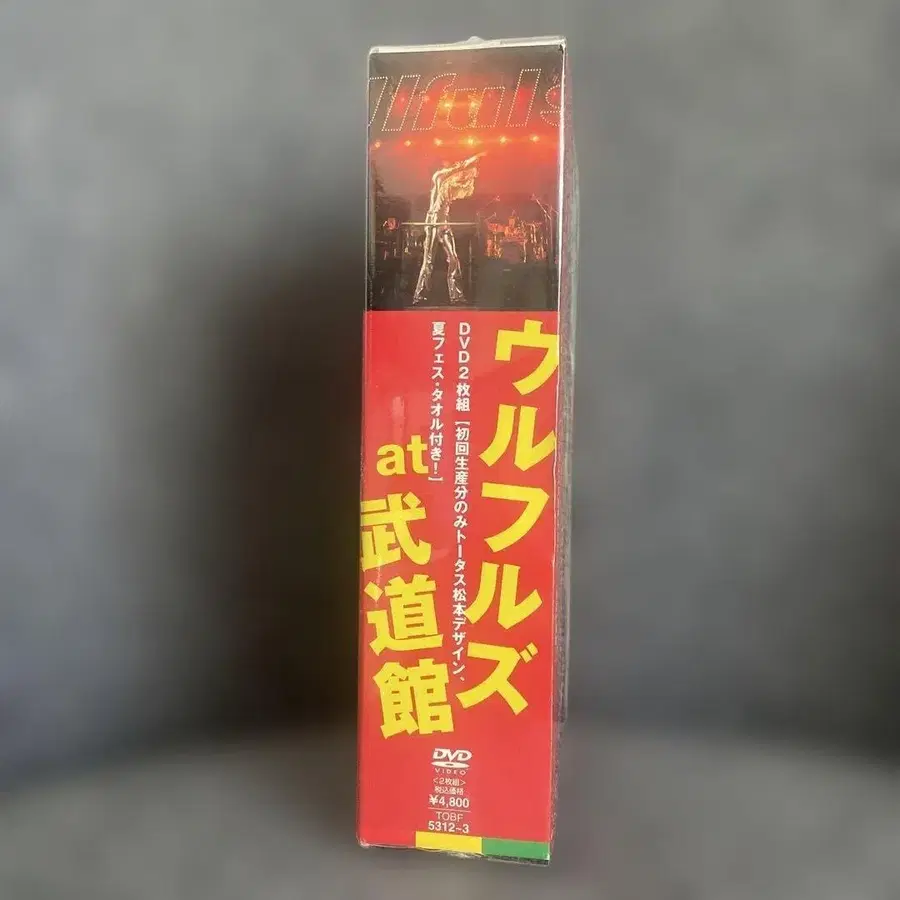 ulfuls
ウルフルズ
at 武道館
DVD2枚組 [初回生産分のみトータス松本デザイン、
夏フェス・タオル付き!]
DVD
VIDEO
<2枚組>
税込価格
¥4,800
TOBF
5312-3